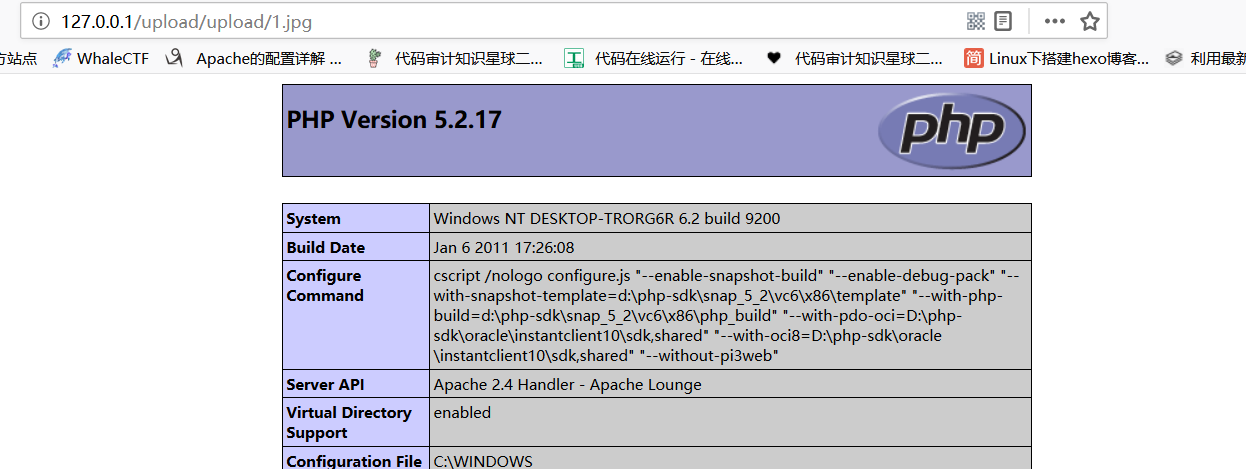 127.0.0.1/upload/upload/1.jpg
方站点 WhaleCTF Apache的配置详解 ... 代码审计知识星球二... 代码在线运行 - 在线... 代码审计知识星球二... 简 Linux下搭建hexo博客... 利用最新
PHP Version 5.2.17
php
System Windows NT DESKTOP-TRORG6R 6.2 build 9200
Build Date Jan 6 2011 17:26:08
Configure Command cscript /nologo configure.js "--enable-snapshot-build" "--enable-debug-pack" "--
with-snapshot-template=d:\php-sdk\snap_5_2\vc6\x86\template" "--with-php-
build=d:\php-sdk\snap_5_2\vc6\x86\php_build" "--with-pdo-oci=D:\php-
sdk\oracle\instantclient10\sdk,shared" "--with-oci8=D:\php-sdk\oracle
\instantclient10\sdk,shared" "--without-pi3web"
Server API Apache 2.4 Handler - Apache Lounge
Virtual Directory Support enabled
Configuration File C:\WINDOWS